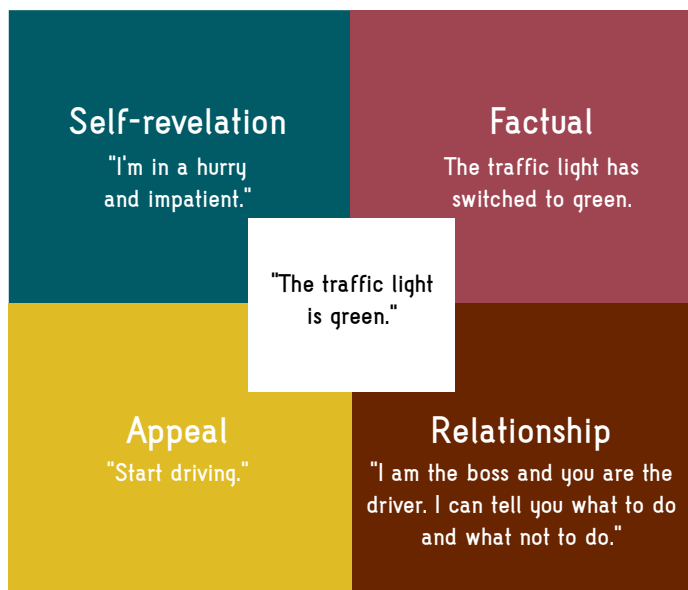 Self-revelation
"I'm in a hurry
and impatient."
Factual
The traffic light has
switched to green.
"The traffic light
is green."
Appeal
"Start driving."
Relationship
"I am the boss and you are the
driver. I can tell you what to do
and what not to do."